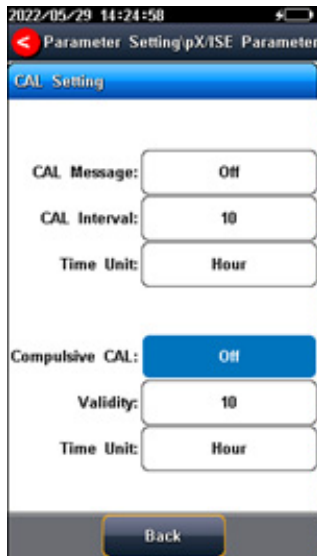 2022/05/29 14:24:58
< Parameter Setting\pX/ISE Parameter
CAL Setting
CAL Message: Off
CAL Interval: 10
Time Unit: Hour
Compulsive CAL: Off
Validity: 10
Time Unit: Hour
Back